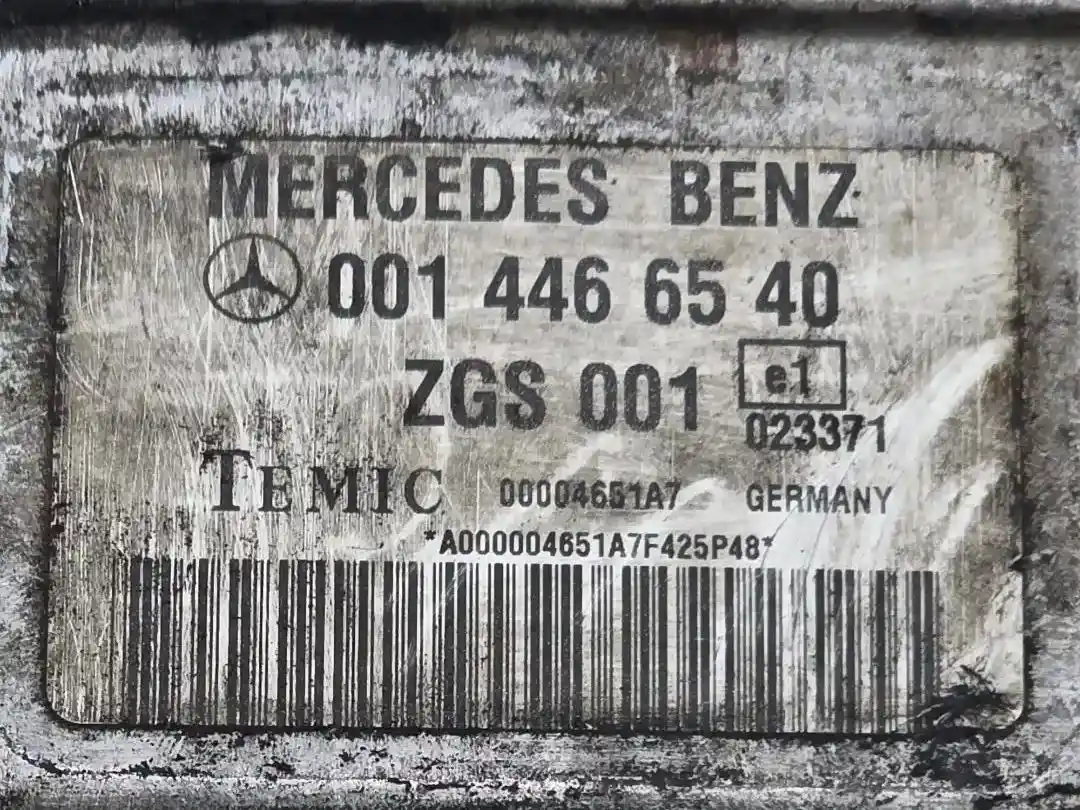 MERCEDES BENZ
001 446 65 40
ZGS 001 e1
023371
TEMIC 00004651A7 GERMANY
*A000004651A7F425P48*